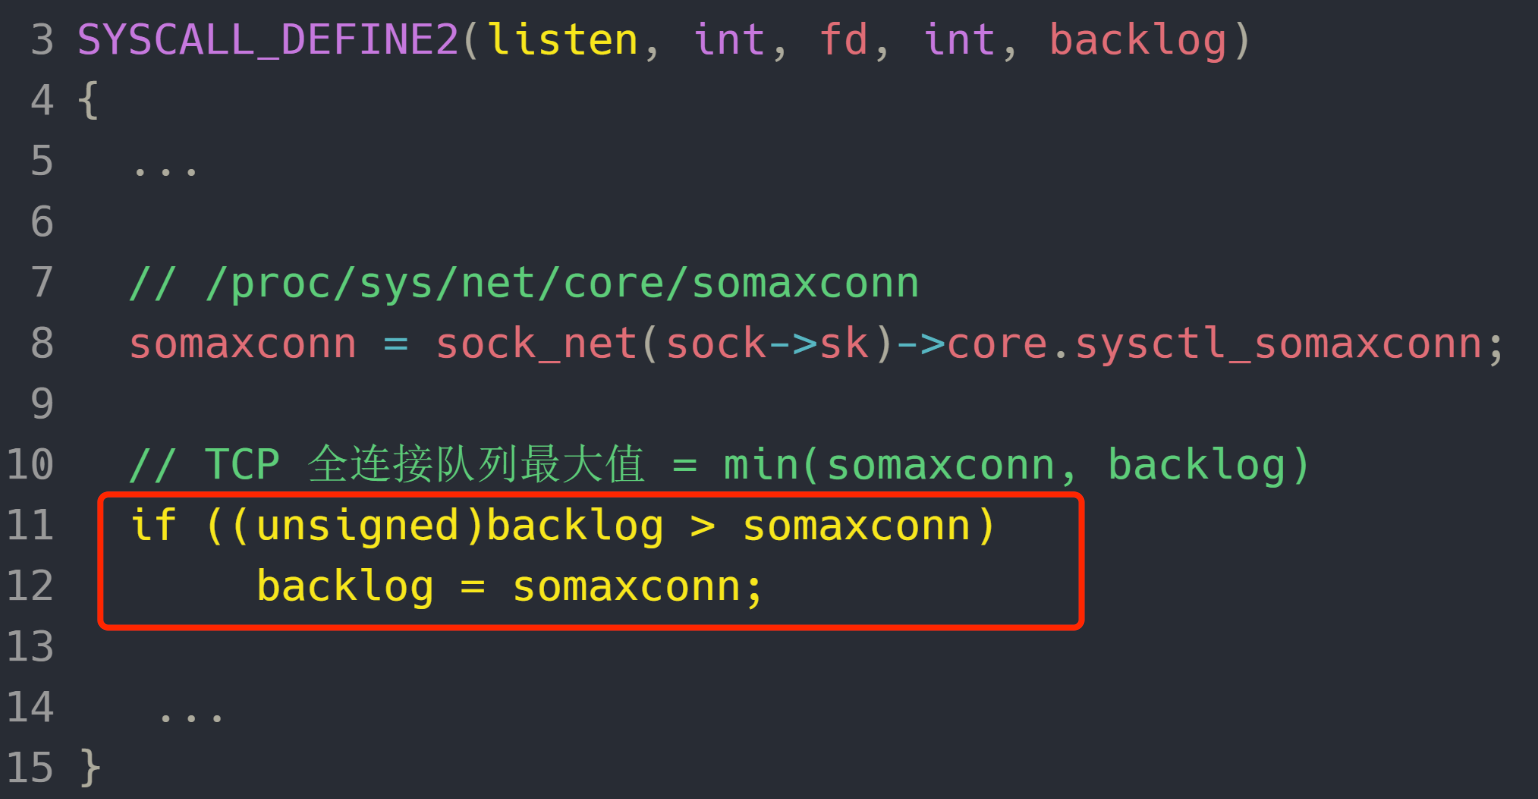 3 SYSCALL_DEFINE2(listen, int, fd, int, backlog)
4 {
5   ...
6
7   // /proc/sys/net/core/somaxconn
8   somaxconn = sock_net(sock->sk)->core.sysctl_somaxconn;
9
10   // TCP 全连接队列最大值 = min(somaxconn, backlog)
11   if ((unsigned)backlog > somaxconn)
12        backlog = somaxconn;
13
14    ...
15 }